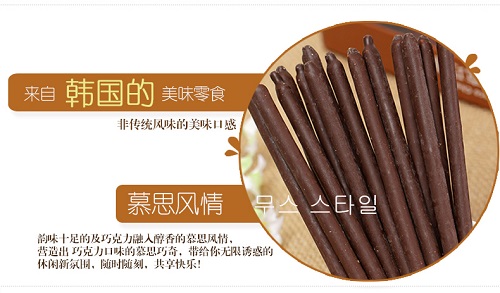 来自 韩国的 美味零食
非传统风味的美味口感
慕思风情 무스 스타일
韵味十足的及巧克力融入醇香的慕思风情,
营造出 巧克力口味的慕思巧奇,带给你无限诱惑的
休闲新氛围,随时随刻,共享快乐!